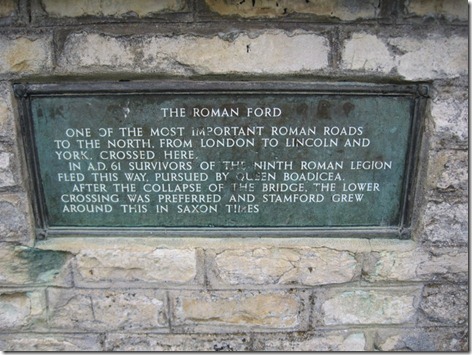 THE ROMAN FORD
ONE OF THE MOST IMPORTANT ROMAN ROADS
TO THE NORTH, FROM LONDON TO LINCOLN AND
YORK, CROSSED HERE.
IN A.D. 61 SURVIVORS OF THE NINTH ROMAN LEGION
FLED THIS WAY, PURSUED BY QUEEN BOADICEA.
AFTER THE COLLAPSE OF THE BRIDGE, THE LOWER
CROSSING WAS PREFERRED AND STAMFORD GREW
AROUND THIS IN SAXON TIMES